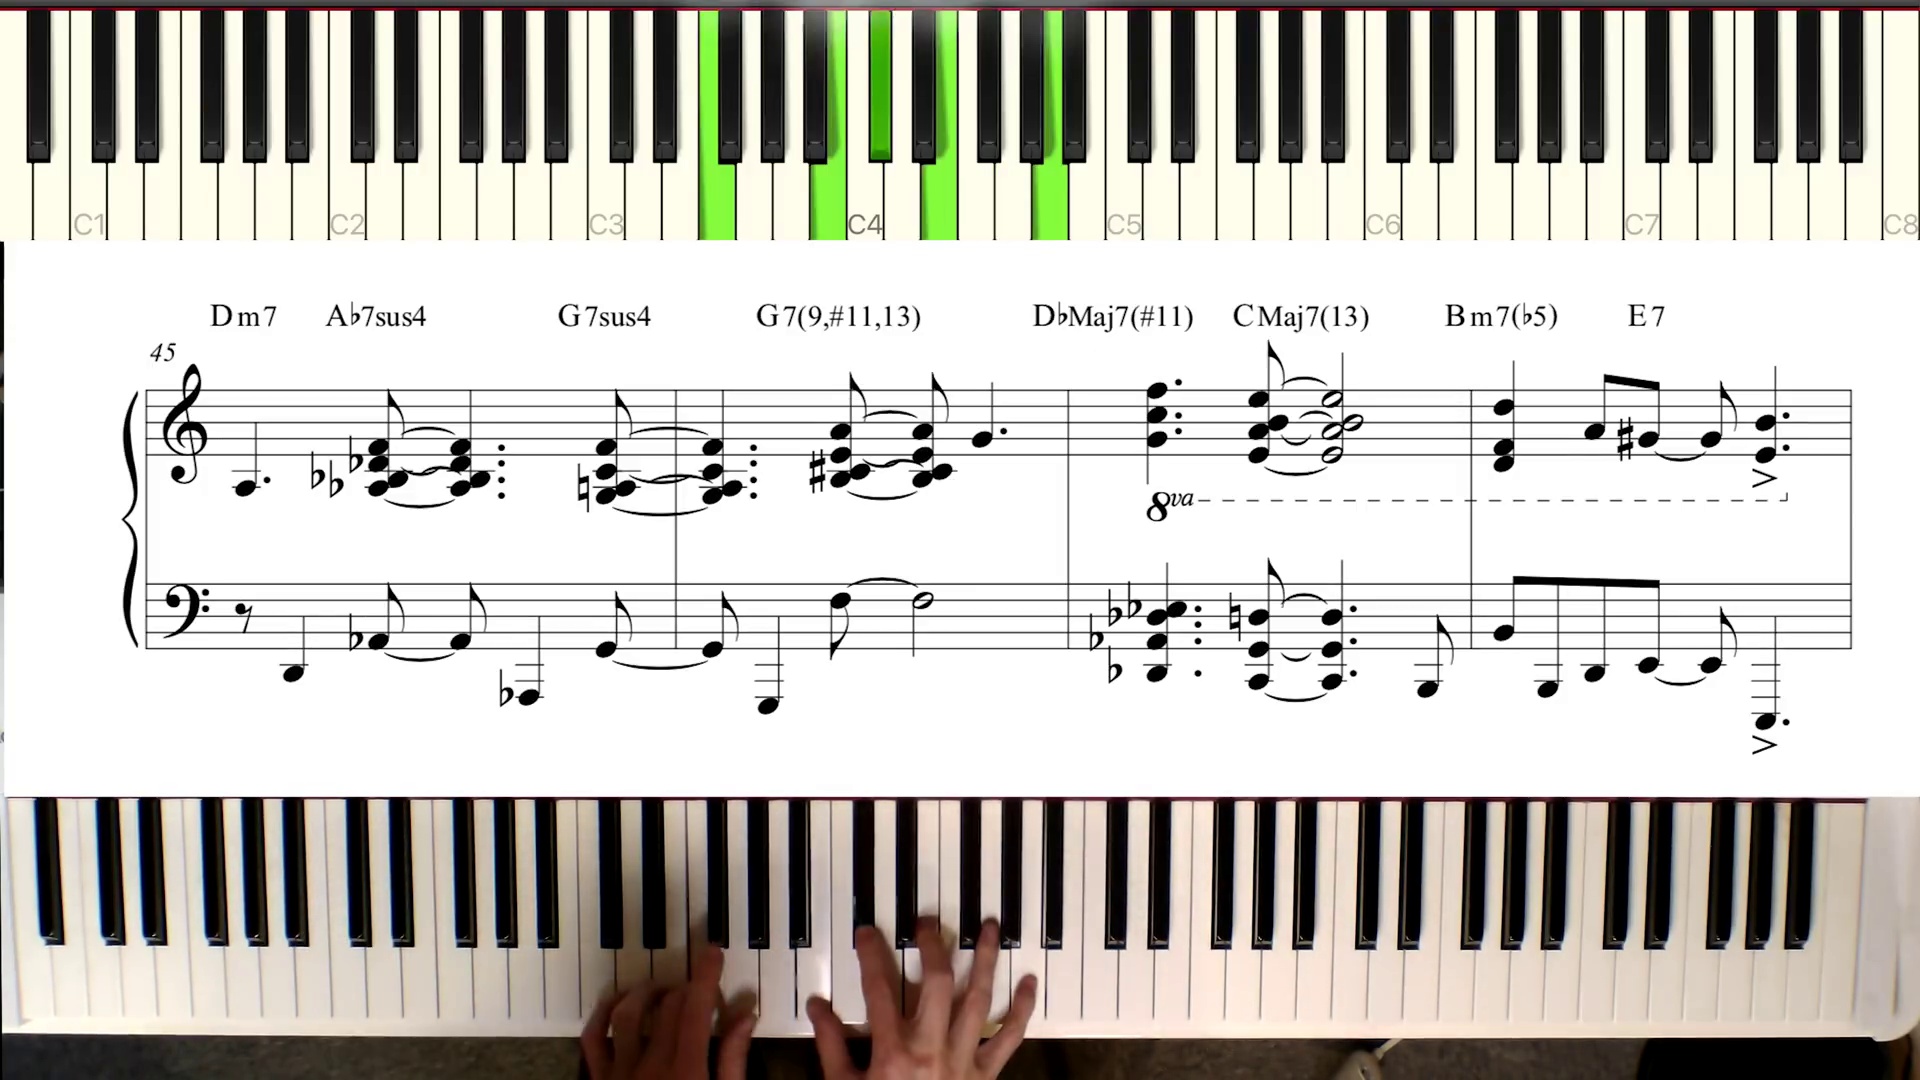 C1 C2 C3 C4 C5 C6 C7 C8
Dm7 A♭7sus4 G7sus4 G7(9,#11,13) D♭Maj7(#11) CMaj7(13) Bm7(♭5) E7
45
8va